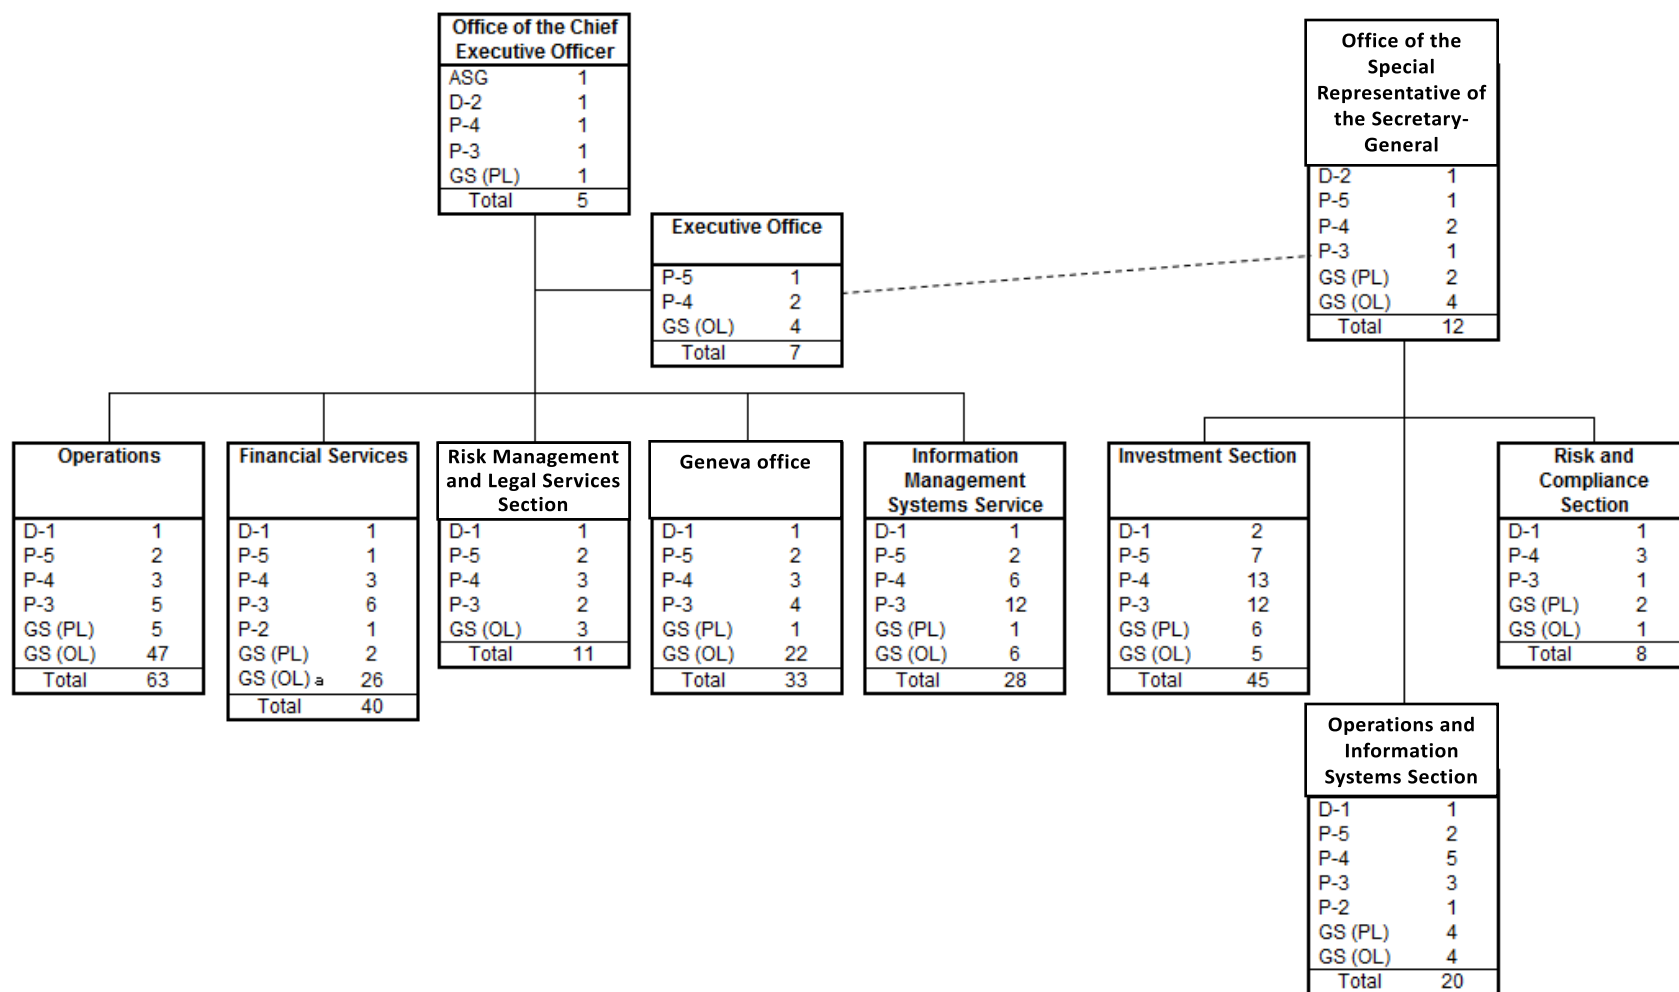 Office of the Chief
Executive Officer
ASG 1
D-2 1
P-4 1
P-3 1
GS (PL) 1
Total 5
Office of the
Special
Representative of
the Secretary-
General
D-2 1
P-5 1
P-4 2
P-3 1
GS (PL) 2
GS (OL) 4
Total 12
Executive Office
P-5 1
P-4 2
GS (OL) 4
Total 7
Operations
D-1 1
P-5 2
P-4 3
P-3 5
GS (PL) 5
GS (OL) 47
Total 63
Financial Services
D-1 1
P-5 1
P-4 3
P-3 6
P-2 1
GS (PL) 2
GS (OL) a 26
Total 40
Risk Management
and Legal Services
Section
D-1 1
P-5 2
P-4 3
P-3 2
GS (OL) 3
Total 11
Geneva office
D-1 1
P-5 2
P-4 3
P-3 4
GS (PL) 1
GS (OL) 22
Total 33
Information
Management
Systems Service
D-1 1
P-5 2
P-4 6
P-3 12
GS (PL) 1
GS (OL) 6
Total 28
Investment Section
D-1 2
P-5 7
P-4 13
P-3 12
GS (PL) 6
GS (OL) 5
Total 45
Risk and
Compliance
Section
D-1 1
P-4 3
P-3 1
GS (PL) 2
GS (OL) 1
Total 8
Operations and
Information
Systems Section
D-1 1
P-5 2
P-4 5
P-3 3
P-2 1
GS (PL) 4
GS (OL) 4
Total 20